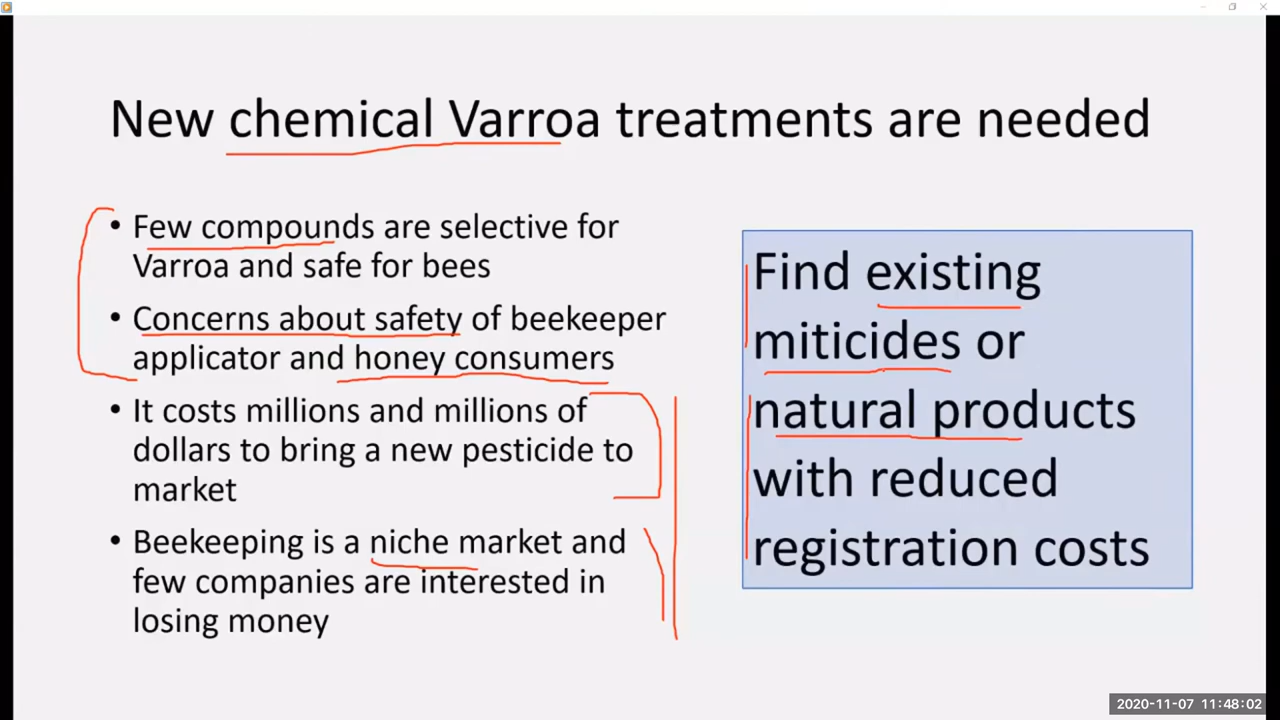 New chemical Varroa treatments are needed
• Few compounds are selective for
Varroa and safe for bees
• Concerns about safety of beekeeper
applicator and honey consumers
• It costs millions and millions of
dollars to bring a new pesticide to
market
• Beekeeping is a niche market and
few companies are interested in
losing money
Find existing
miticides or
natural products
with reduced
registration costs
2020-11-07 11:48:02